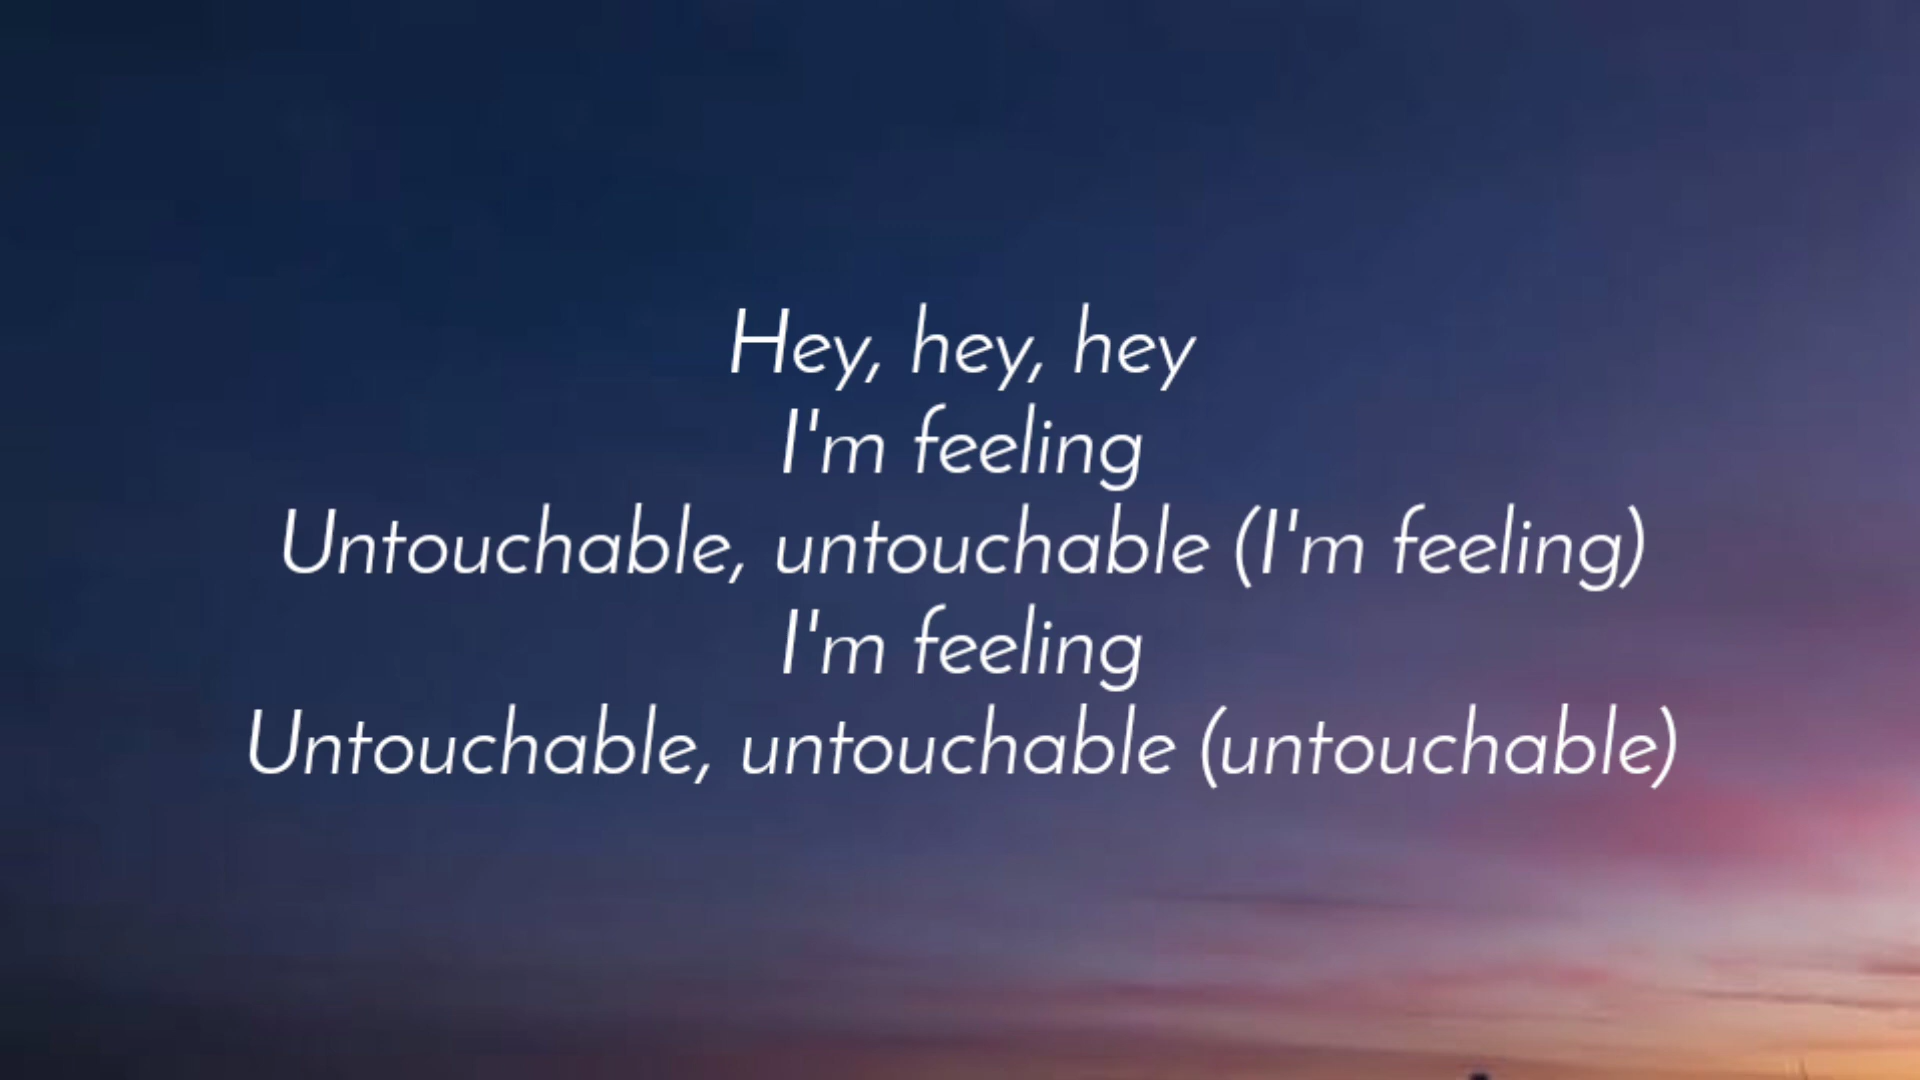 Hey, hey, hey
I'm feeling
Untouchable, untouchable (I'm feeling)
I'm feeling
Untouchable, untouchable (untouchable)